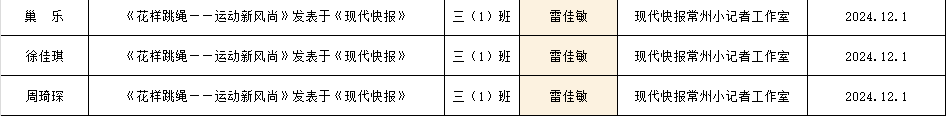 巢　乐 《花样跳绳－－运动新风尚》发表于《现代快报》 三（1）班 雷佳敏 现代快报常州小记者工作室 2024.12.1
徐佳琪 《花样跳绳－－运动新风尚》发表于《现代快报》 三（1）班 雷佳敏 现代快报常州小记者工作室 2024.12.1
周琦琛 《花样跳绳－－运动新风尚》发表于《现代快报》 三（1）班 雷佳敏 现代快报常州小记者工作室 2024.12.1